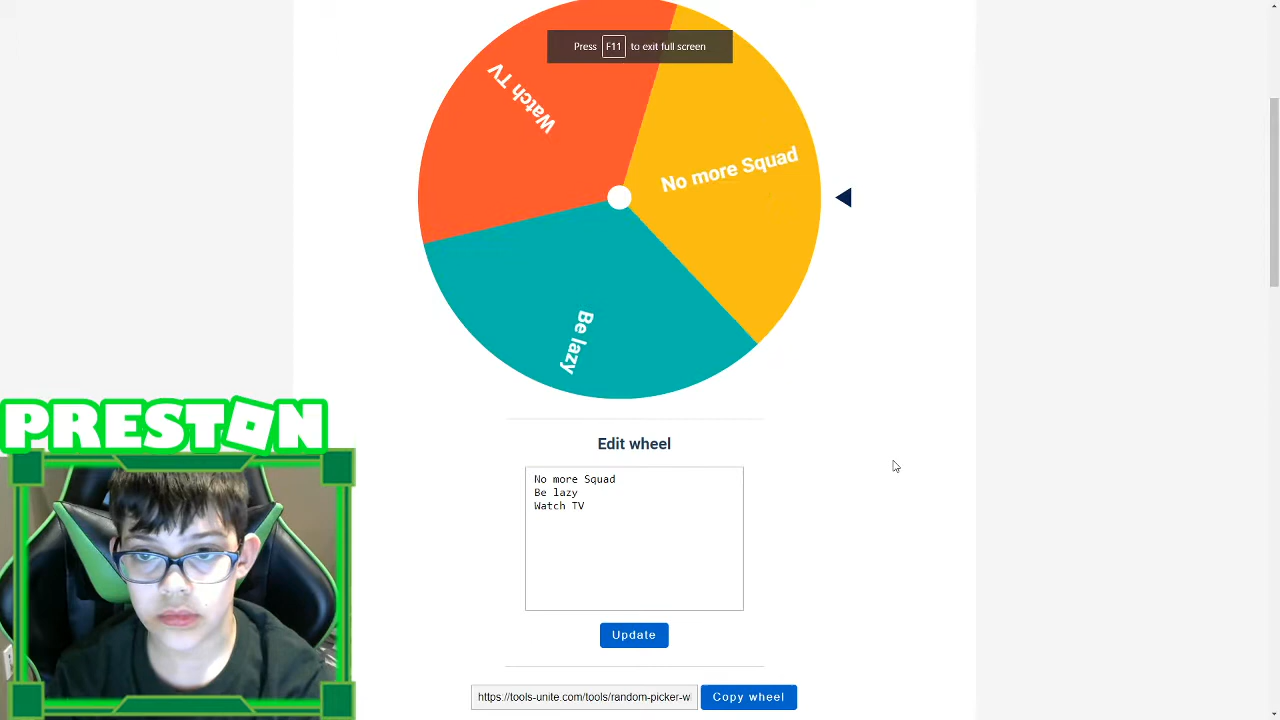 Press F11 to exit full screen
Watch TV
No more Squad
Be lazy
Edit wheel
No more Squad
Be lazy
Watch TV
Update
https://tools-unite.com/tools/random-picker-w
Copy wheel
PRESTON